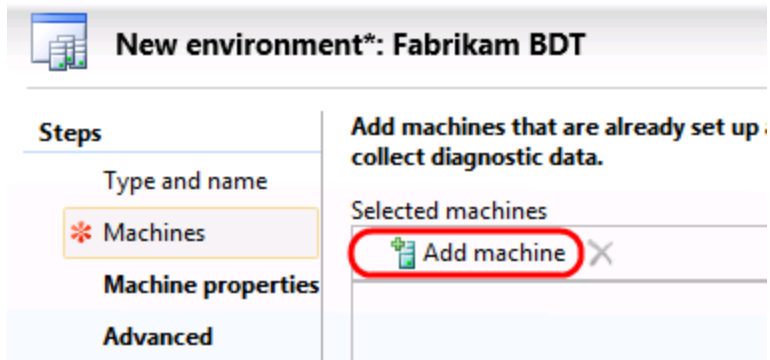 New environment*: Fabrikam BDT
Steps
Type and name
Machines
Machine properties
Advanced
Add machines that are already set up
collect diagnostic data.
Selected machines
Add machine